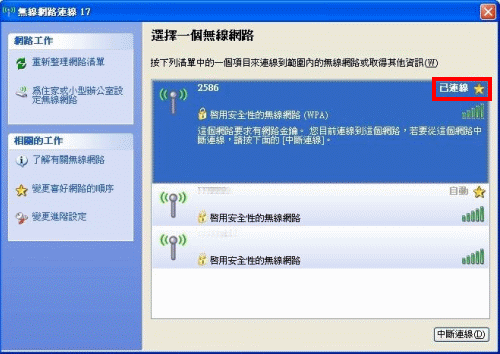 無線網路連線 17
網路工作
重新整理網路清單
爲住家或小型辦公室設
定無線網路
相關的工作
了解有關無線網路
變更喜好網路的順序
變更進階設定
選擇一個無線網路
按下列清單中的一個項目來連線到範圍內的無線網路或取得其他資訊(W)
2586
已連線
啓用安全性的無線網路 (WPA)
這個網路要求有網路金鑰。您目前連線到這個網路，若要從這個網路中
斷連線，請按下面的 [中斷連線]。
自動
啓用安全性的無線網路
啓用安全性的無線網路
中斷連線(D)